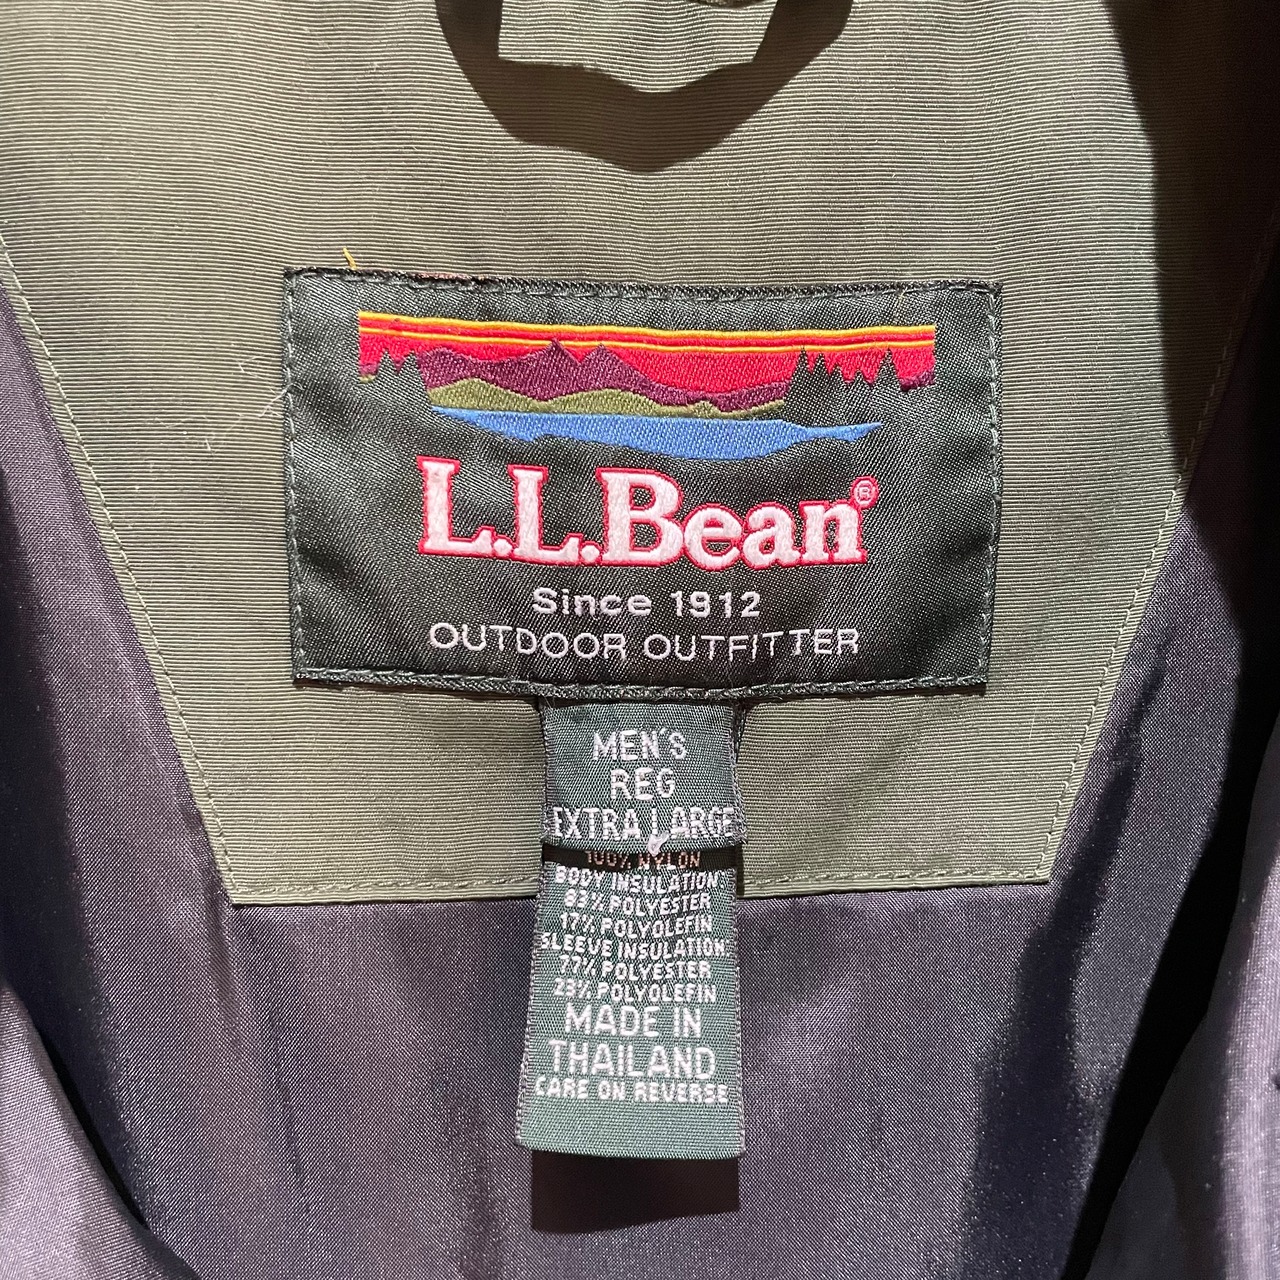 L.L.Bean®
Since 1912
OUTDOOR OUTFITTER
MEN'S
REG
EXTRA LARGE
100% NYLON
BODY INSULATION
83% POLYESTER
17% POLYOLEFIN
SLEEVE INSULATION
77% POLYESTER
23% POLYOLEFIN
MADE IN
THAILAND
CARE ON REVERSE